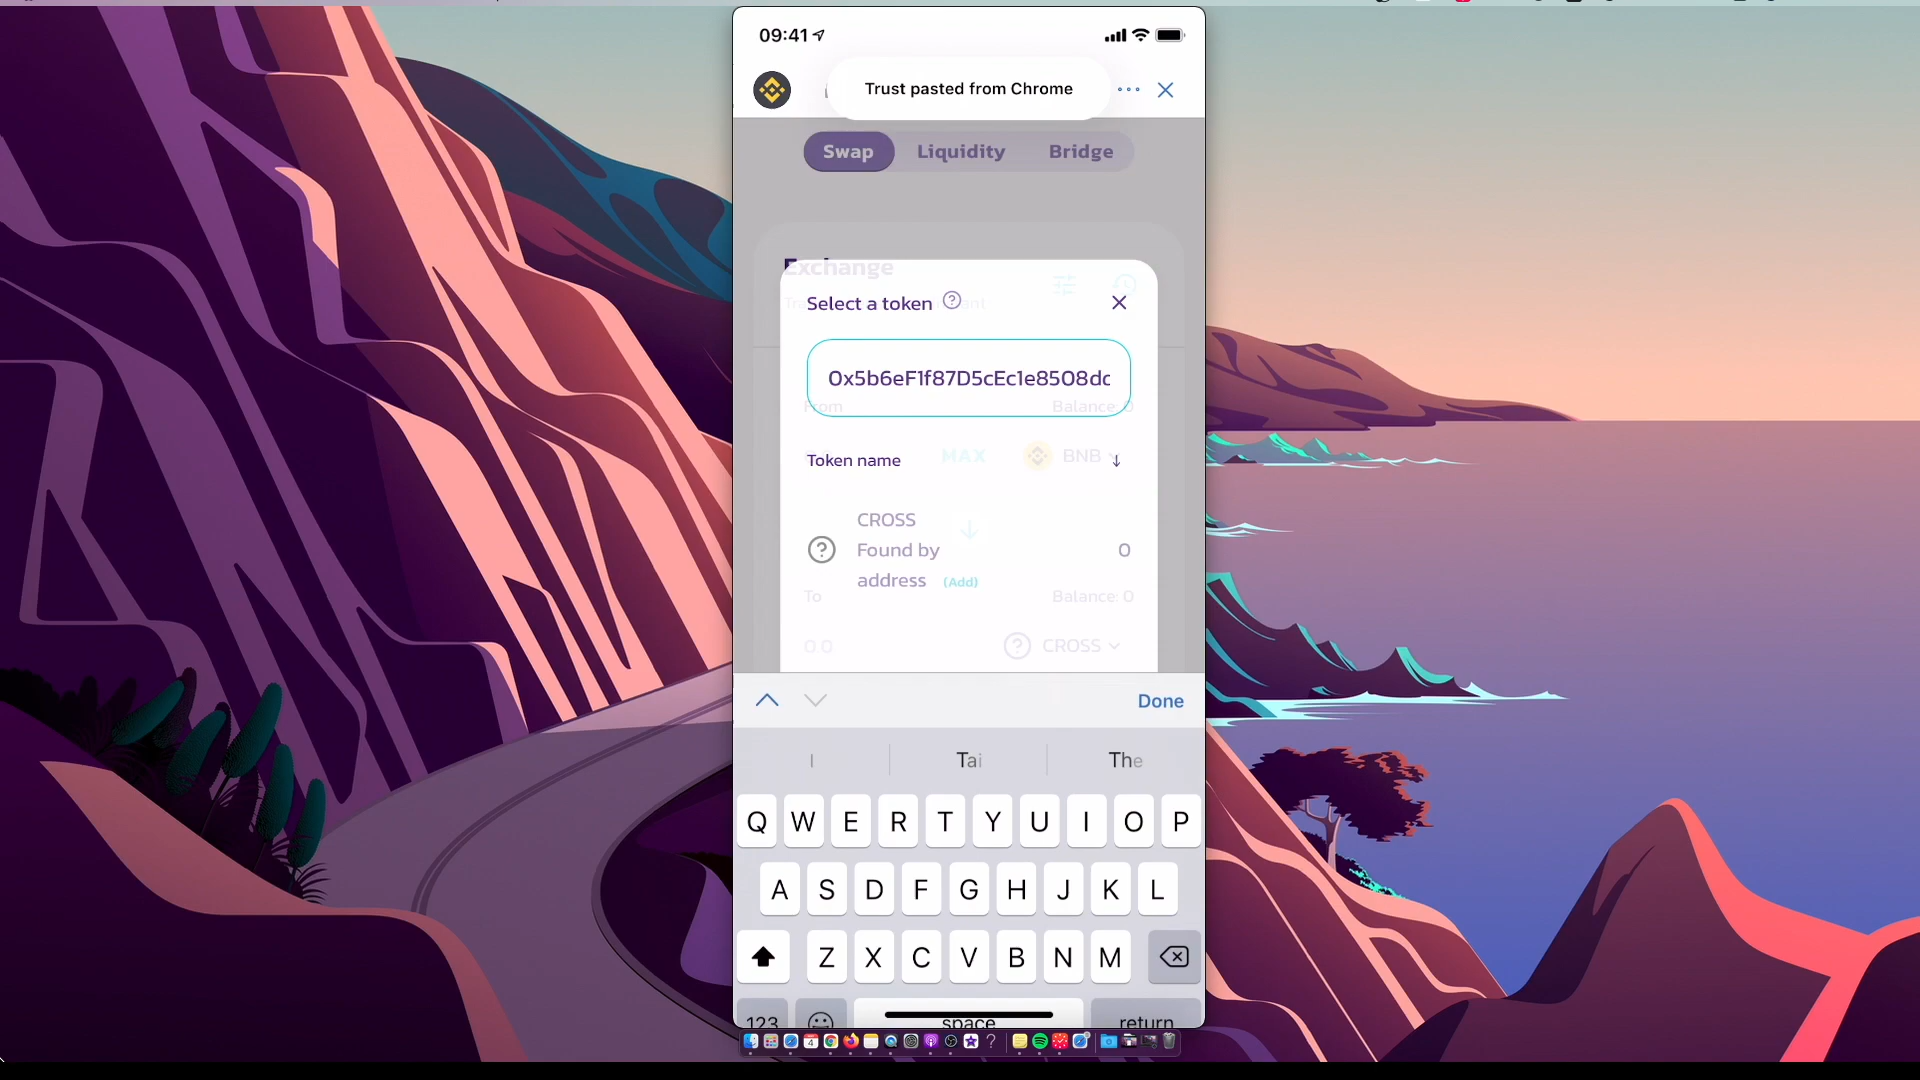 09:41
Trust pasted from Chrome
Swap
Liquidity
Bridge
Exchange
Select a token
0x5b6eF1f87D5cEc1e8508dc
From
Balance: 0
Token name
MAX
BNB
CROSS
Found by
address (Add)
0
To
Balance: 0
0.0
CROSS
Done
I
Tai
The
Q W E R T Y U I O P
A S D F G H J K L
Z X C V B N M
123
space
return